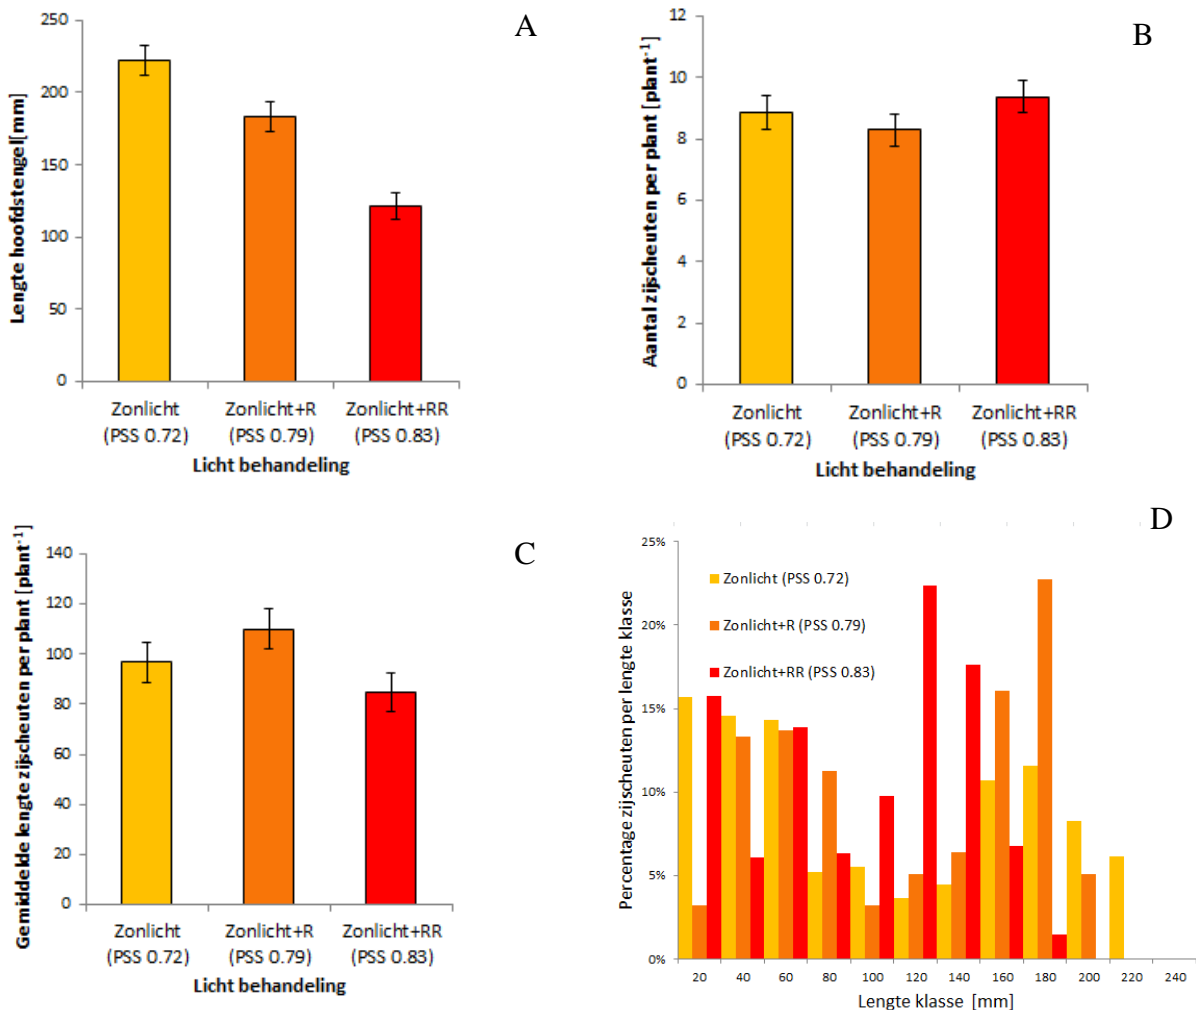 A
250
200
150
100
50
0
Lengte hoofdstengel[mm]
Zonlicht
(PSS 0.72)
Zonlicht+R
(PSS 0.79)
Zonlicht+RR
(PSS 0.83)
Licht behandeling
B
12
10
8
6
4
2
0
Aantal zijscheuten per plant [plant-1]
Zonlicht
(PSS 0.72)
Zonlicht+R
(PSS 0.79)
Zonlicht+RR
(PSS 0.83)
Licht behandeling
C
140
120
100
80
60
40
20
0
Gemiddelde lengte zijscheuten per plant [plant-1]
Zonlicht
(PSS 0.72)
Zonlicht+R
(PSS 0.79)
Zonlicht+RR
(PSS 0.83)
Licht behandeling
D
25%
20%
15%
10%
5%
0%
Percentage zijscheuten per lengte klasse
Zonlicht (PSS 0.72)
Zonlicht+R (PSS 0.79)
Zonlicht+RR (PSS 0.83)
20 40 60 80 100 120 140 160 180 200 220 240
Lengte klasse [mm]